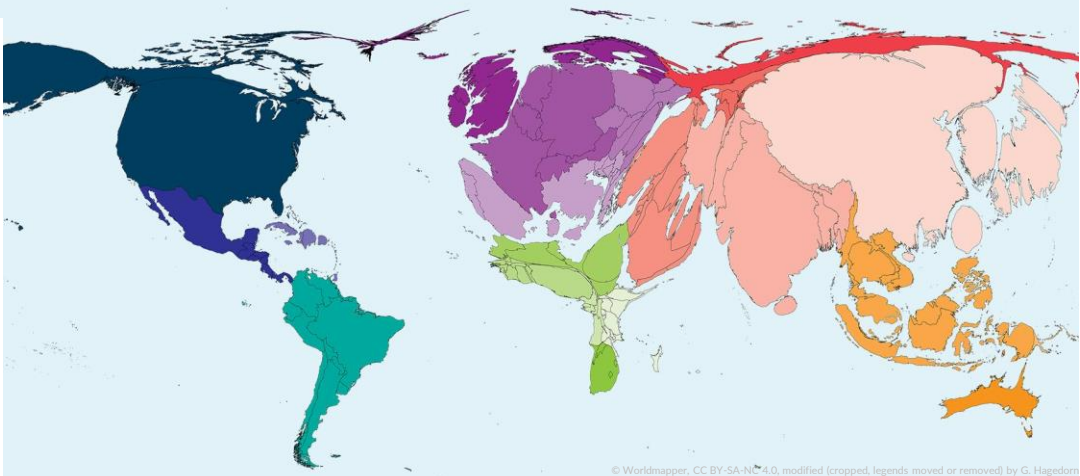 © Worldmapper, CC BY-SA-NC 4.0, modified (cropped, legends moved or removed) by G. Hagedorn